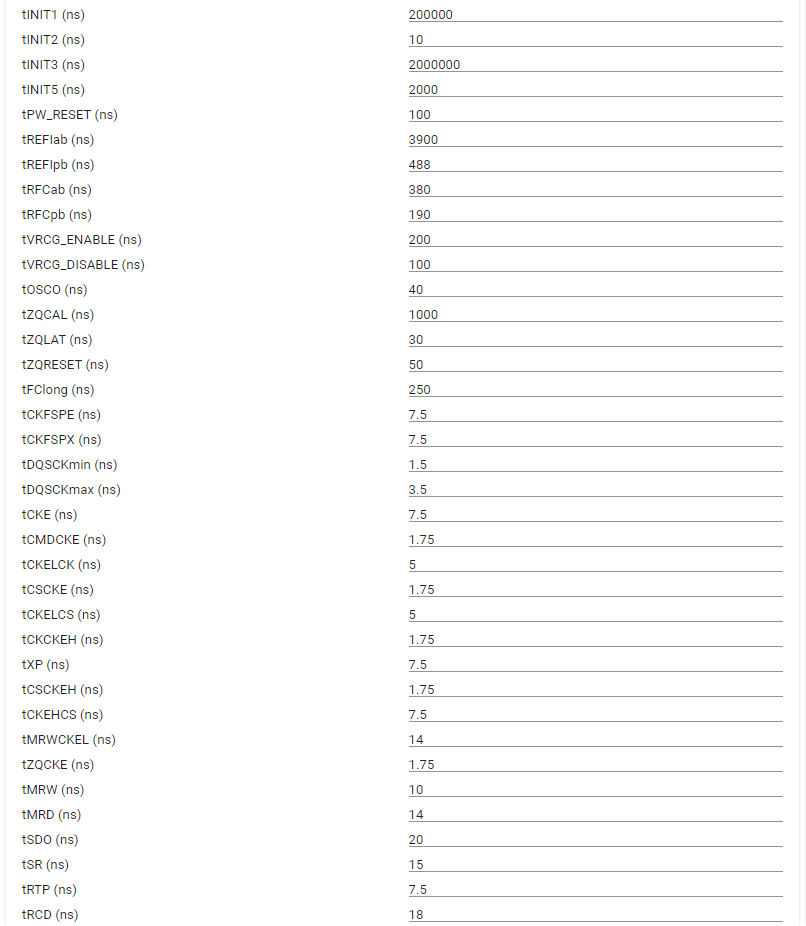 tINIT1 (ns) 200000
tINIT2 (ns) 10
tINIT3 (ns) 2000000
tINIT5 (ns) 2000
tPW_RESET (ns) 100
tREFIab (ns) 3900
tREFIpb (ns) 488
tRFCab (ns) 380
tRFCpb (ns) 190
tVRCG_ENABLE (ns) 200
tVRCG_DISABLE (ns) 100
tOSCO (ns) 40
tZQCAL (ns) 1000
tZQLAT (ns) 30
tZQRESET (ns) 50
tFClong (ns) 250
tCKFSPE (ns) 7.5
tCKFSPX (ns) 7.5
tDQSCKmin (ns) 1.5
tDQSCKmax (ns) 3.5
tCKE (ns) 7.5
tCMDCKE (ns) 1.75
tCKELCK (ns) 5
tCSCKE (ns) 1.75
tCKELCS (ns) 5
tCKCKEH (ns) 1.75
tXP (ns) 7.5
tCSCKEH (ns) 1.75
tCKEHCS (ns) 7.5
tMRWCKEL (ns) 14
tZQCKE (ns) 1.75
tMRW (ns) 10
tMRD (ns) 14
tSDO (ns) 20
tSR (ns) 15
tRTP (ns) 7.5
tRCD (ns) 18